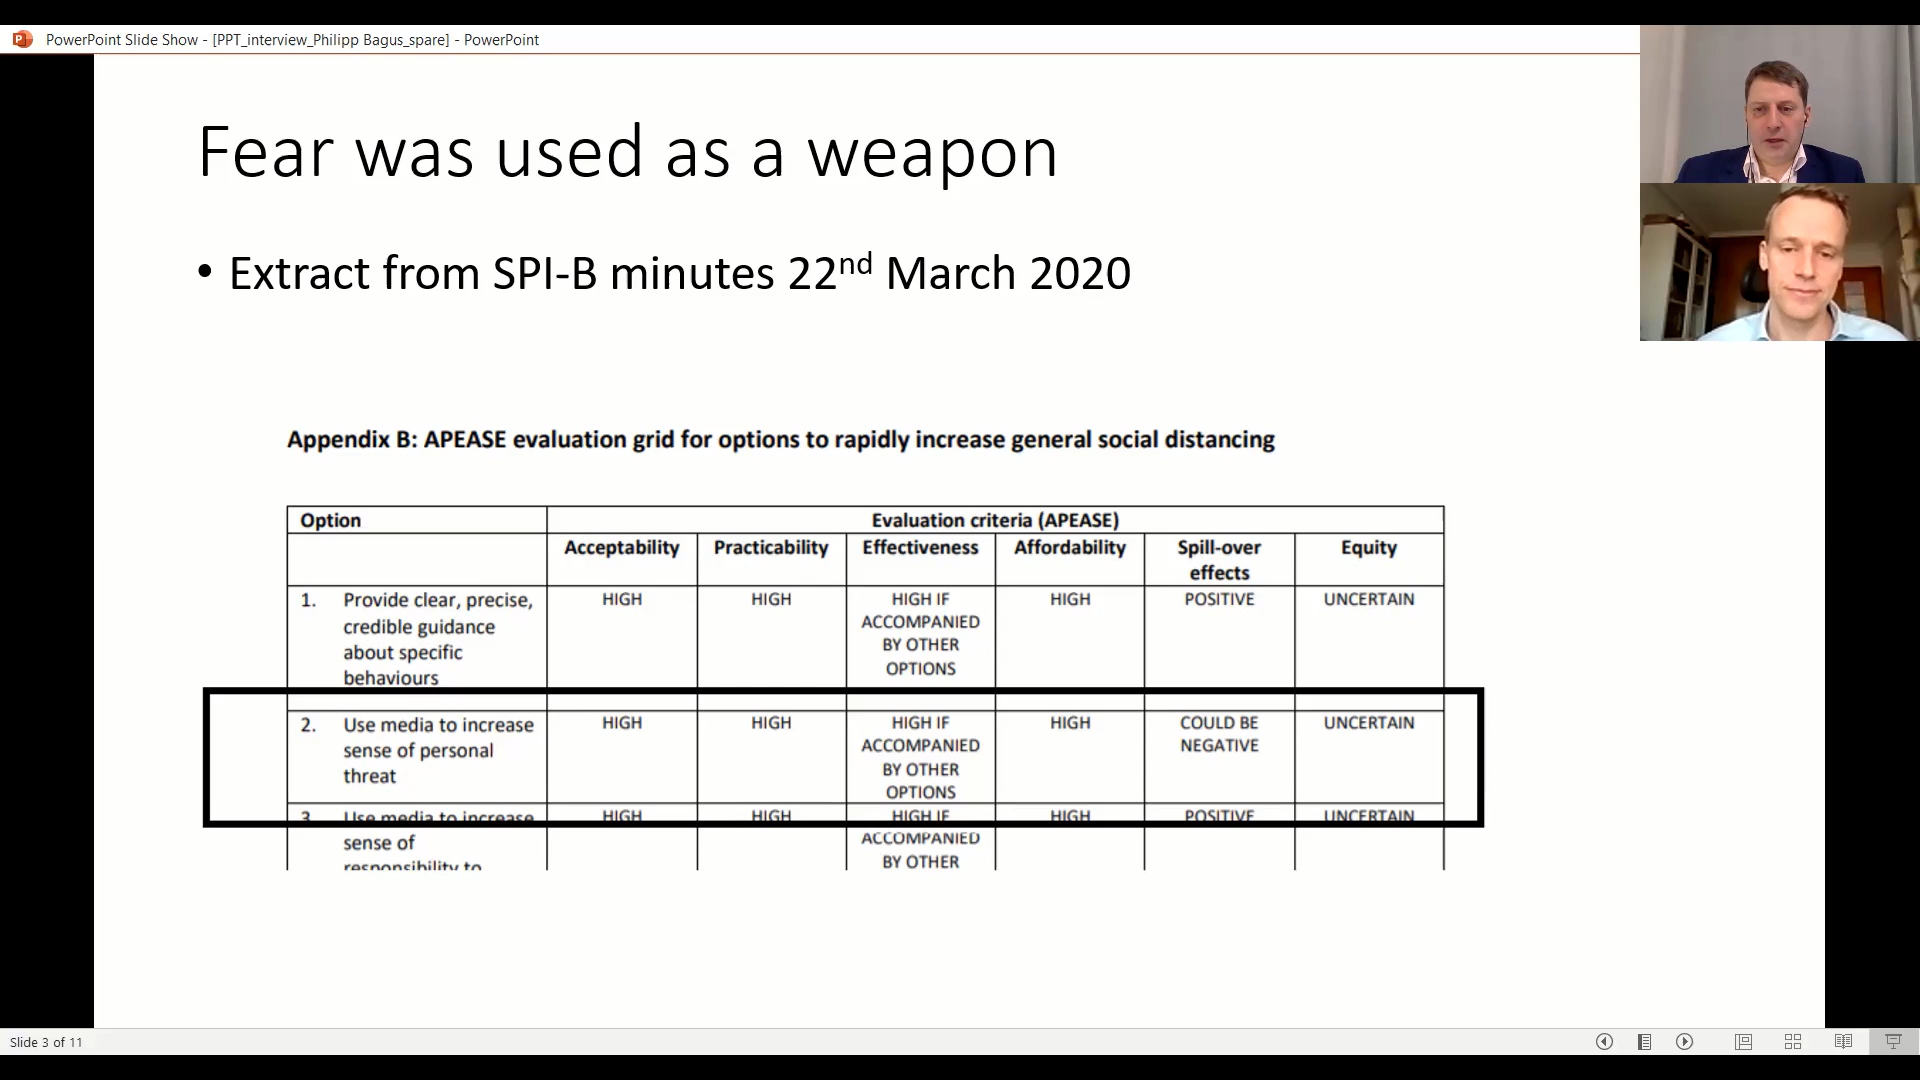 PowerPoint Slide Show - [PPT_interview_Philipp Bagus_spare] - PowerPoint
Fear was used as a weapon
• Extract from SPI-B minutes 22nd March 2020
Appendix B: APEASE evaluation grid for options to rapidly increase general social distancing
Option
Evaluation criteria (APEASE)
Acceptability Practicability Effectiveness Affordability Spill-over effects Equity
1. Provide clear, precise, credible guidance about specific behaviours
HIGH
HIGH
HIGH IF ACCOMPANIED BY OTHER OPTIONS
HIGH
POSITIVE
UNCERTAIN
2. Use media to increase sense of personal threat
HIGH
HIGH
HIGH IF ACCOMPANIED BY OTHER OPTIONS
HIGH
COULD BE NEGATIVE
UNCERTAIN
3. Use media to increase sense of responsibility to
HIGH
HIGH
HIGH IF ACCOMPANIED BY OTHER
HIGH
POSITIVE
UNCERTAIN
Slide 3 of 11